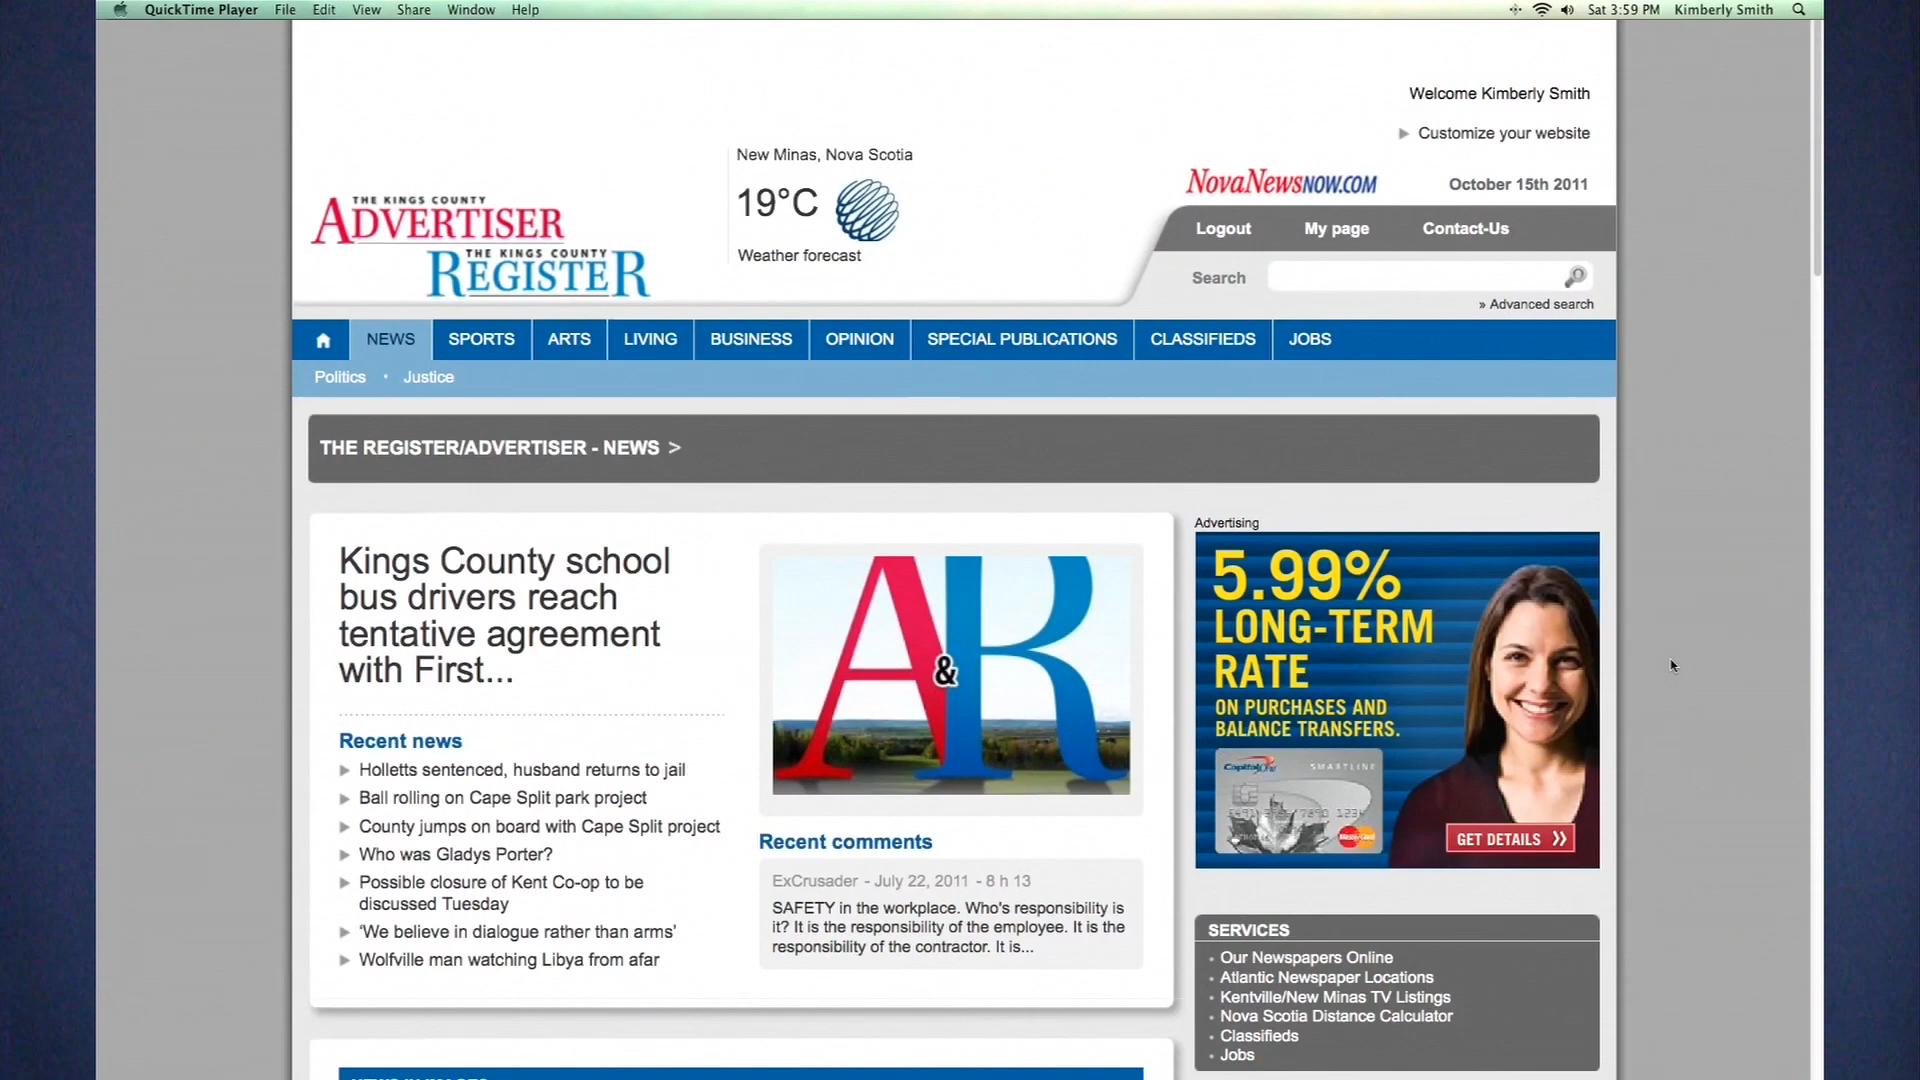 QuickTime Player File Edit View Share Window Help
Sat 3:59 PM Kimberly Smith
Welcome Kimberly Smith
Customize your website
New Minas, Nova Scotia
19°C
Weather forecast
THE KINGS COUNTY
ADVERTISER
THE KINGS COUNTY
REGISTER
NOVANEWSNOW.COM
October 15th 2011
Logout My page Contact-Us
Search
» Advanced search
NEWS SPORTS ARTS LIVING BUSINESS OPINION SPECIAL PUBLICATIONS CLASSIFIEDS JOBS
Politics • Justice
THE REGISTER/ADVERTISER - NEWS >
Kings County school
bus drivers reach
tentative agreement
with First...
Recent news
Holletts sentenced, husband returns to jail
Ball rolling on Cape Split park project
County jumps on board with Cape Split project
Who was Gladys Porter?
Possible closure of Kent Co-op to be
discussed Tuesday
‘We believe in dialogue rather than arms’
Wolfville man watching Libya from afar
A&R
Recent comments
ExCrusader - July 22, 2011 - 8 h 13
SAFETY in the workplace. Who's responsibility is
it? It is the responsibility of the employee. It is the
responsibility of the contractor. It is...
Advertising
5.99%
LONG-TERM
RATE
ON PURCHASES AND
BALANCE TRANSFERS.
Capital One SMARTLINE
MasterCard
GET DETAILS
SERVICES
Our Newspapers Online
Atlantic Newspaper Locations
Kentville/New Minas TV Listings
Nova Scotia Distance Calculator
Classifieds
Jobs